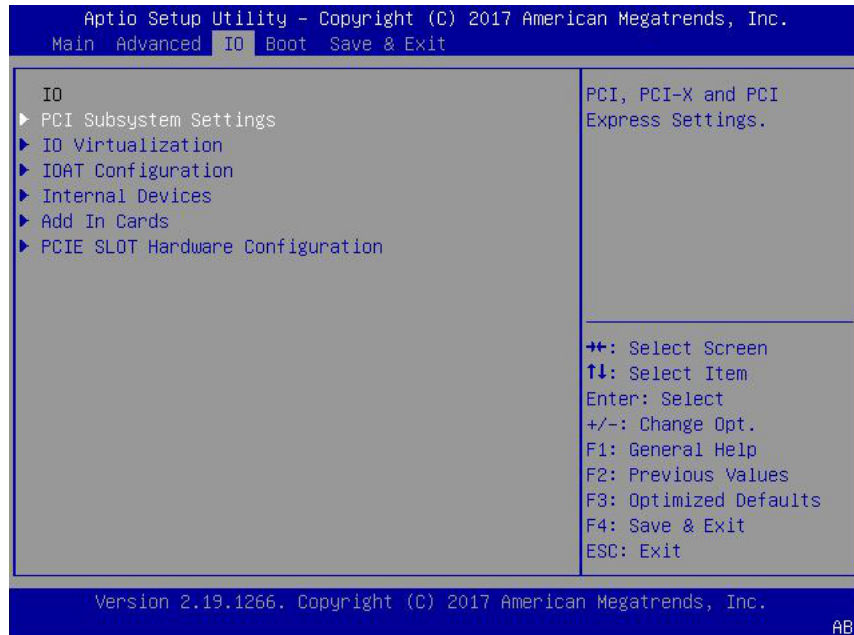 Aptio Setup Utility – Copyright (C) 2017 American Megatrends, Inc.
Main Advanced IO Boot Save & Exit
IO
▶ PCI Subsystem Settings
▶ IO Virtualization
▶ IOAT Configuration
▶ Internal Devices
▶ Add In Cards
▶ PCIE SLOT Hardware Configuration
PCI, PCI-X and PCI
Express Settings.
→←: Select Screen
↑↓: Select Item
Enter: Select
+/-: Change Opt.
F1: General Help
F2: Previous Values
F3: Optimized Defaults
F4: Save & Exit
ESC: Exit
Version 2.19.1266. Copyright (C) 2017 American Megatrends, Inc.
AB